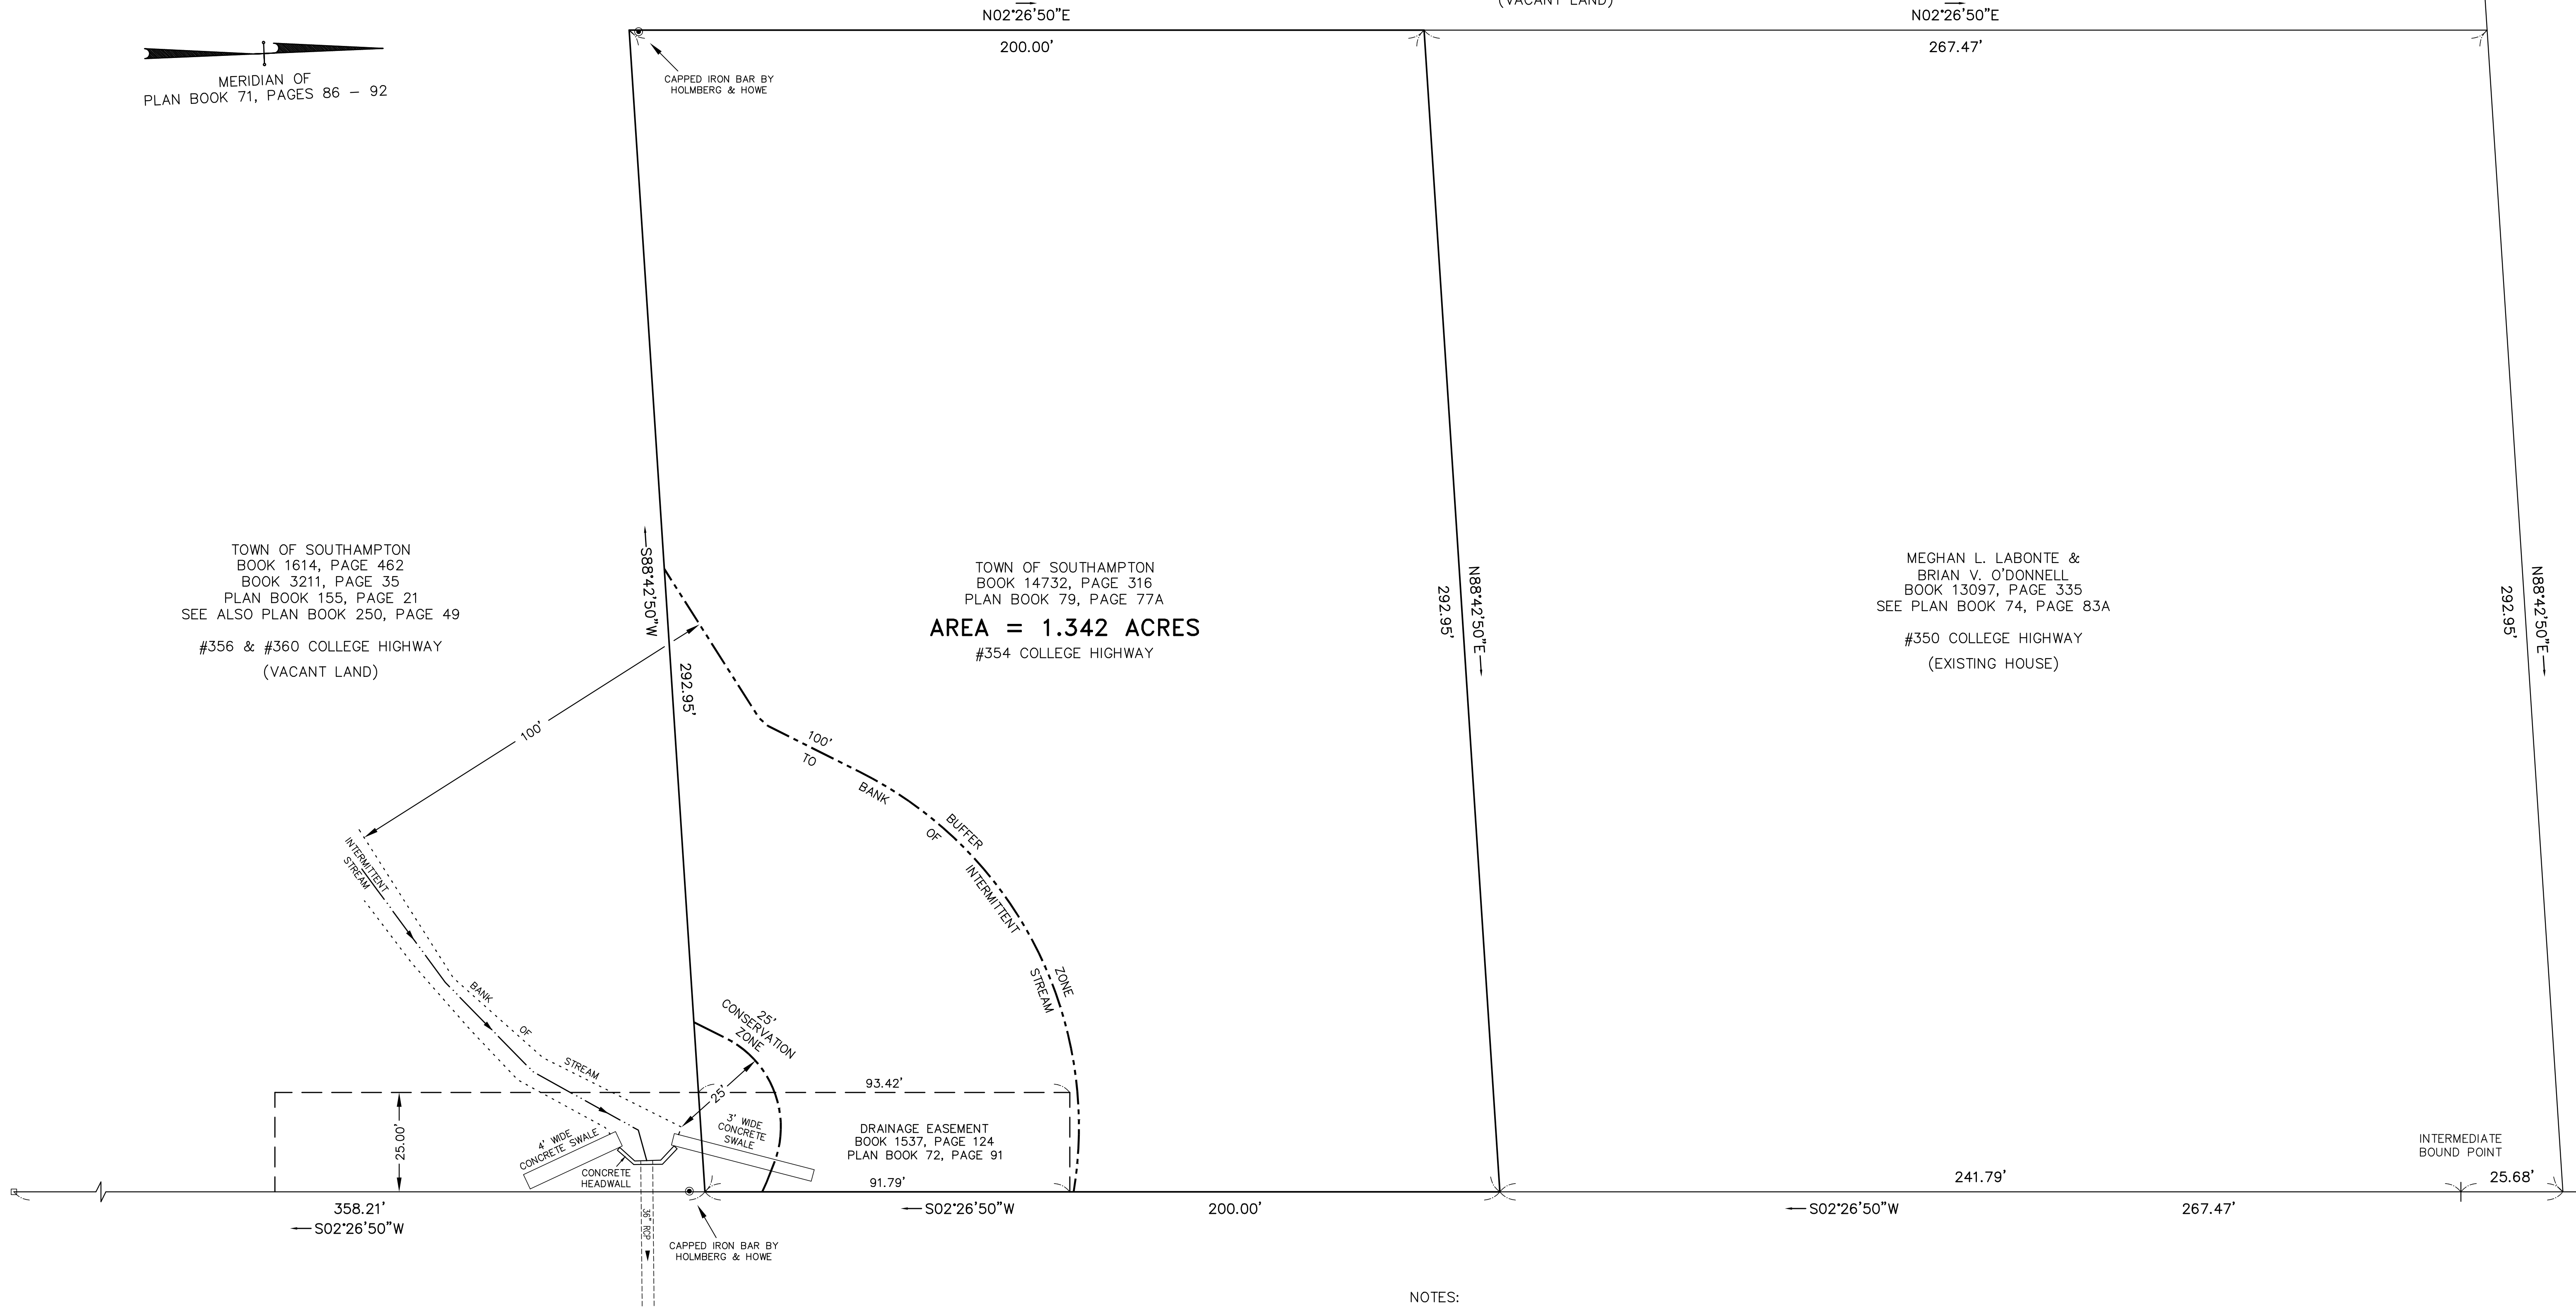 (VACANT LAND)
N02°26'50"E
N02°26'50"E
200.00'
267.47'
MERIDIAN OF
PLAN BOOK 71, PAGES 86 – 92
CAPPED IRON BAR BY
HOLMBERG & HOWE
TOWN OF SOUTHAMPTON
BOOK 1614, PAGE 462
BOOK 3211, PAGE 35
PLAN BOOK 155, PAGE 21
SEE ALSO PLAN BOOK 250, PAGE 49
#356 & #360 COLLEGE HIGHWAY
(VACANT LAND)
S88°42'50"W
292.95'
TOWN OF SOUTHAMPTON
BOOK 14732, PAGE 316
PLAN BOOK 79, PAGE 77A
AREA = 1.342 ACRES
#354 COLLEGE HIGHWAY
N88°42'50"E
292.95'
MEGHAN L. LABONTE &
BRIAN V. O'DONNELL
BOOK 13097, PAGE 335
SEE PLAN BOOK 74, PAGE 83A
#350 COLLEGE HIGHWAY
(EXISTING HOUSE)
N88°42'50"E
292.95'
100'
100' BUFFER ZONE
TO BANK OF INTERMITTENT STREAM
INTERMITTENT
STREAM
BANK OF STREAM
25'
CONSERVATION
ZONE
25'
93.42'
25.00'
4' WIDE
CONCRETE SWALE
3' WIDE
CONCRETE
SWALE
CONCRETE
HEADWALL
DRAINAGE EASEMENT
BOOK 1537, PAGE 124
PLAN BOOK 72, PAGE 91
91.79'
INTERMEDIATE
BOUND POINT
241.79'
25.68'
358.21'
S02°26'50"W
S02°26'50"W
200.00'
S02°26'50"W
267.47'
36" RCP
CAPPED IRON BAR BY
HOLMBERG & HOWE
NOTES: